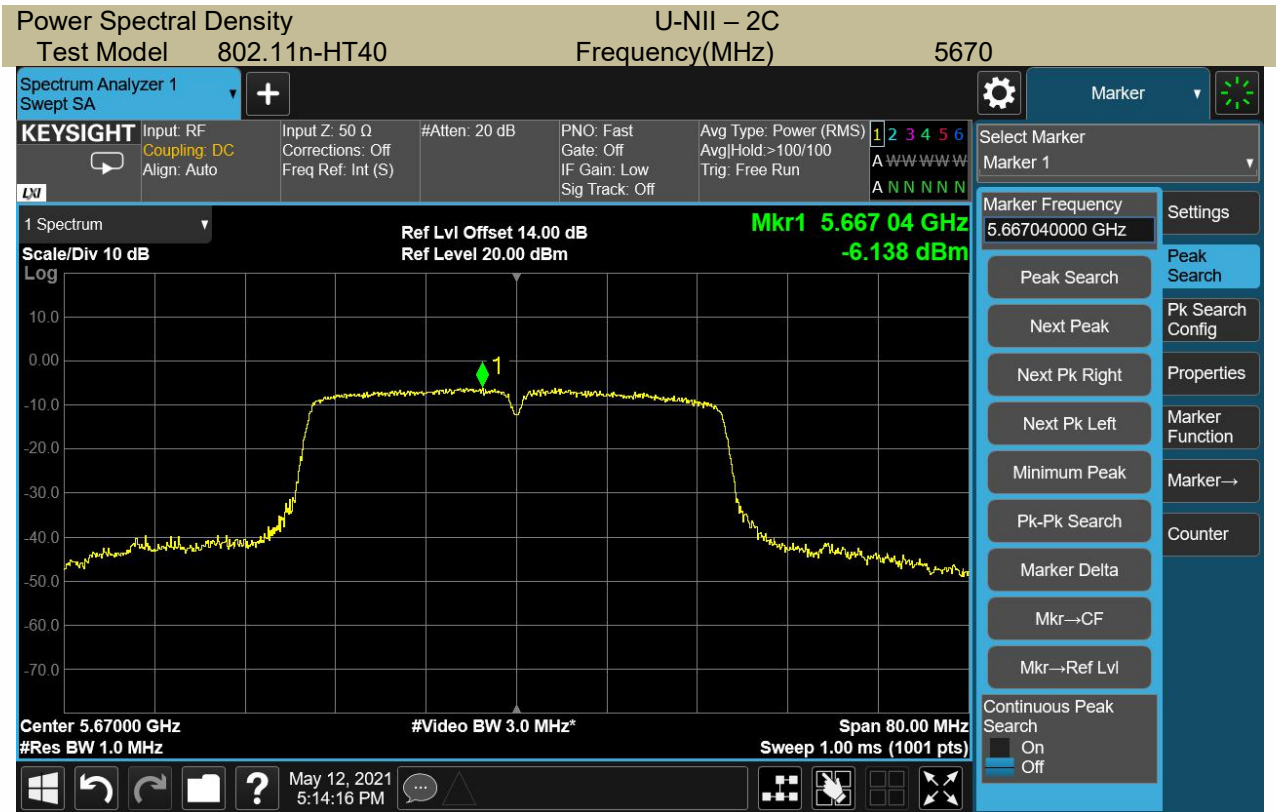 Power Spectral Density U-NII – 2C
Test Model 802.11n-HT40 Frequency(MHz) 5670
Spectrum Analyzer 1
Swept SA
Marker
KEYSIGHT
LXI
Input: RF
Coupling: DC
Align: Auto
Input Z: 50 Ω
Corrections: Off
Freq Ref: Int (S)
#Atten: 20 dB
PNO: Fast
Gate: Off
IF Gain: Low
Sig Track: Off
Avg Type: Power (RMS)
Avg|Hold:>100/100
Trig: Free Run
1 2 3 4 5 6
A W W W W W
A N N N N N
Select Marker
Marker 1
1 Spectrum
Scale/Div 10 dB
Ref Lvl Offset 14.00 dB
Ref Level 20.00 dBm
Mkr1 5.667 04 GHz
-6.138 dBm
Log
10.0
0.00
-10.0
-20.0
-30.0
-40.0
-50.0
-60.0
-70.0
1
Center 5.67000 GHz
#Res BW 1.0 MHz
#Video BW 3.0 MHz*
Span 80.00 MHz
Sweep 1.00 ms (1001 pts)
Marker Frequency
5.667040000 GHz
Peak Search
Next Peak
Next Pk Right
Next Pk Left
Minimum Peak
Pk-Pk Search
Marker Delta
Mkr→CF
Mkr→Ref Lvl
Continuous Peak
Search
On
Off
Settings
Peak
Search
Pk Search
Config
Properties
Marker
Function
Marker→
Counter
?
May 12, 2021
5:14:16 PM